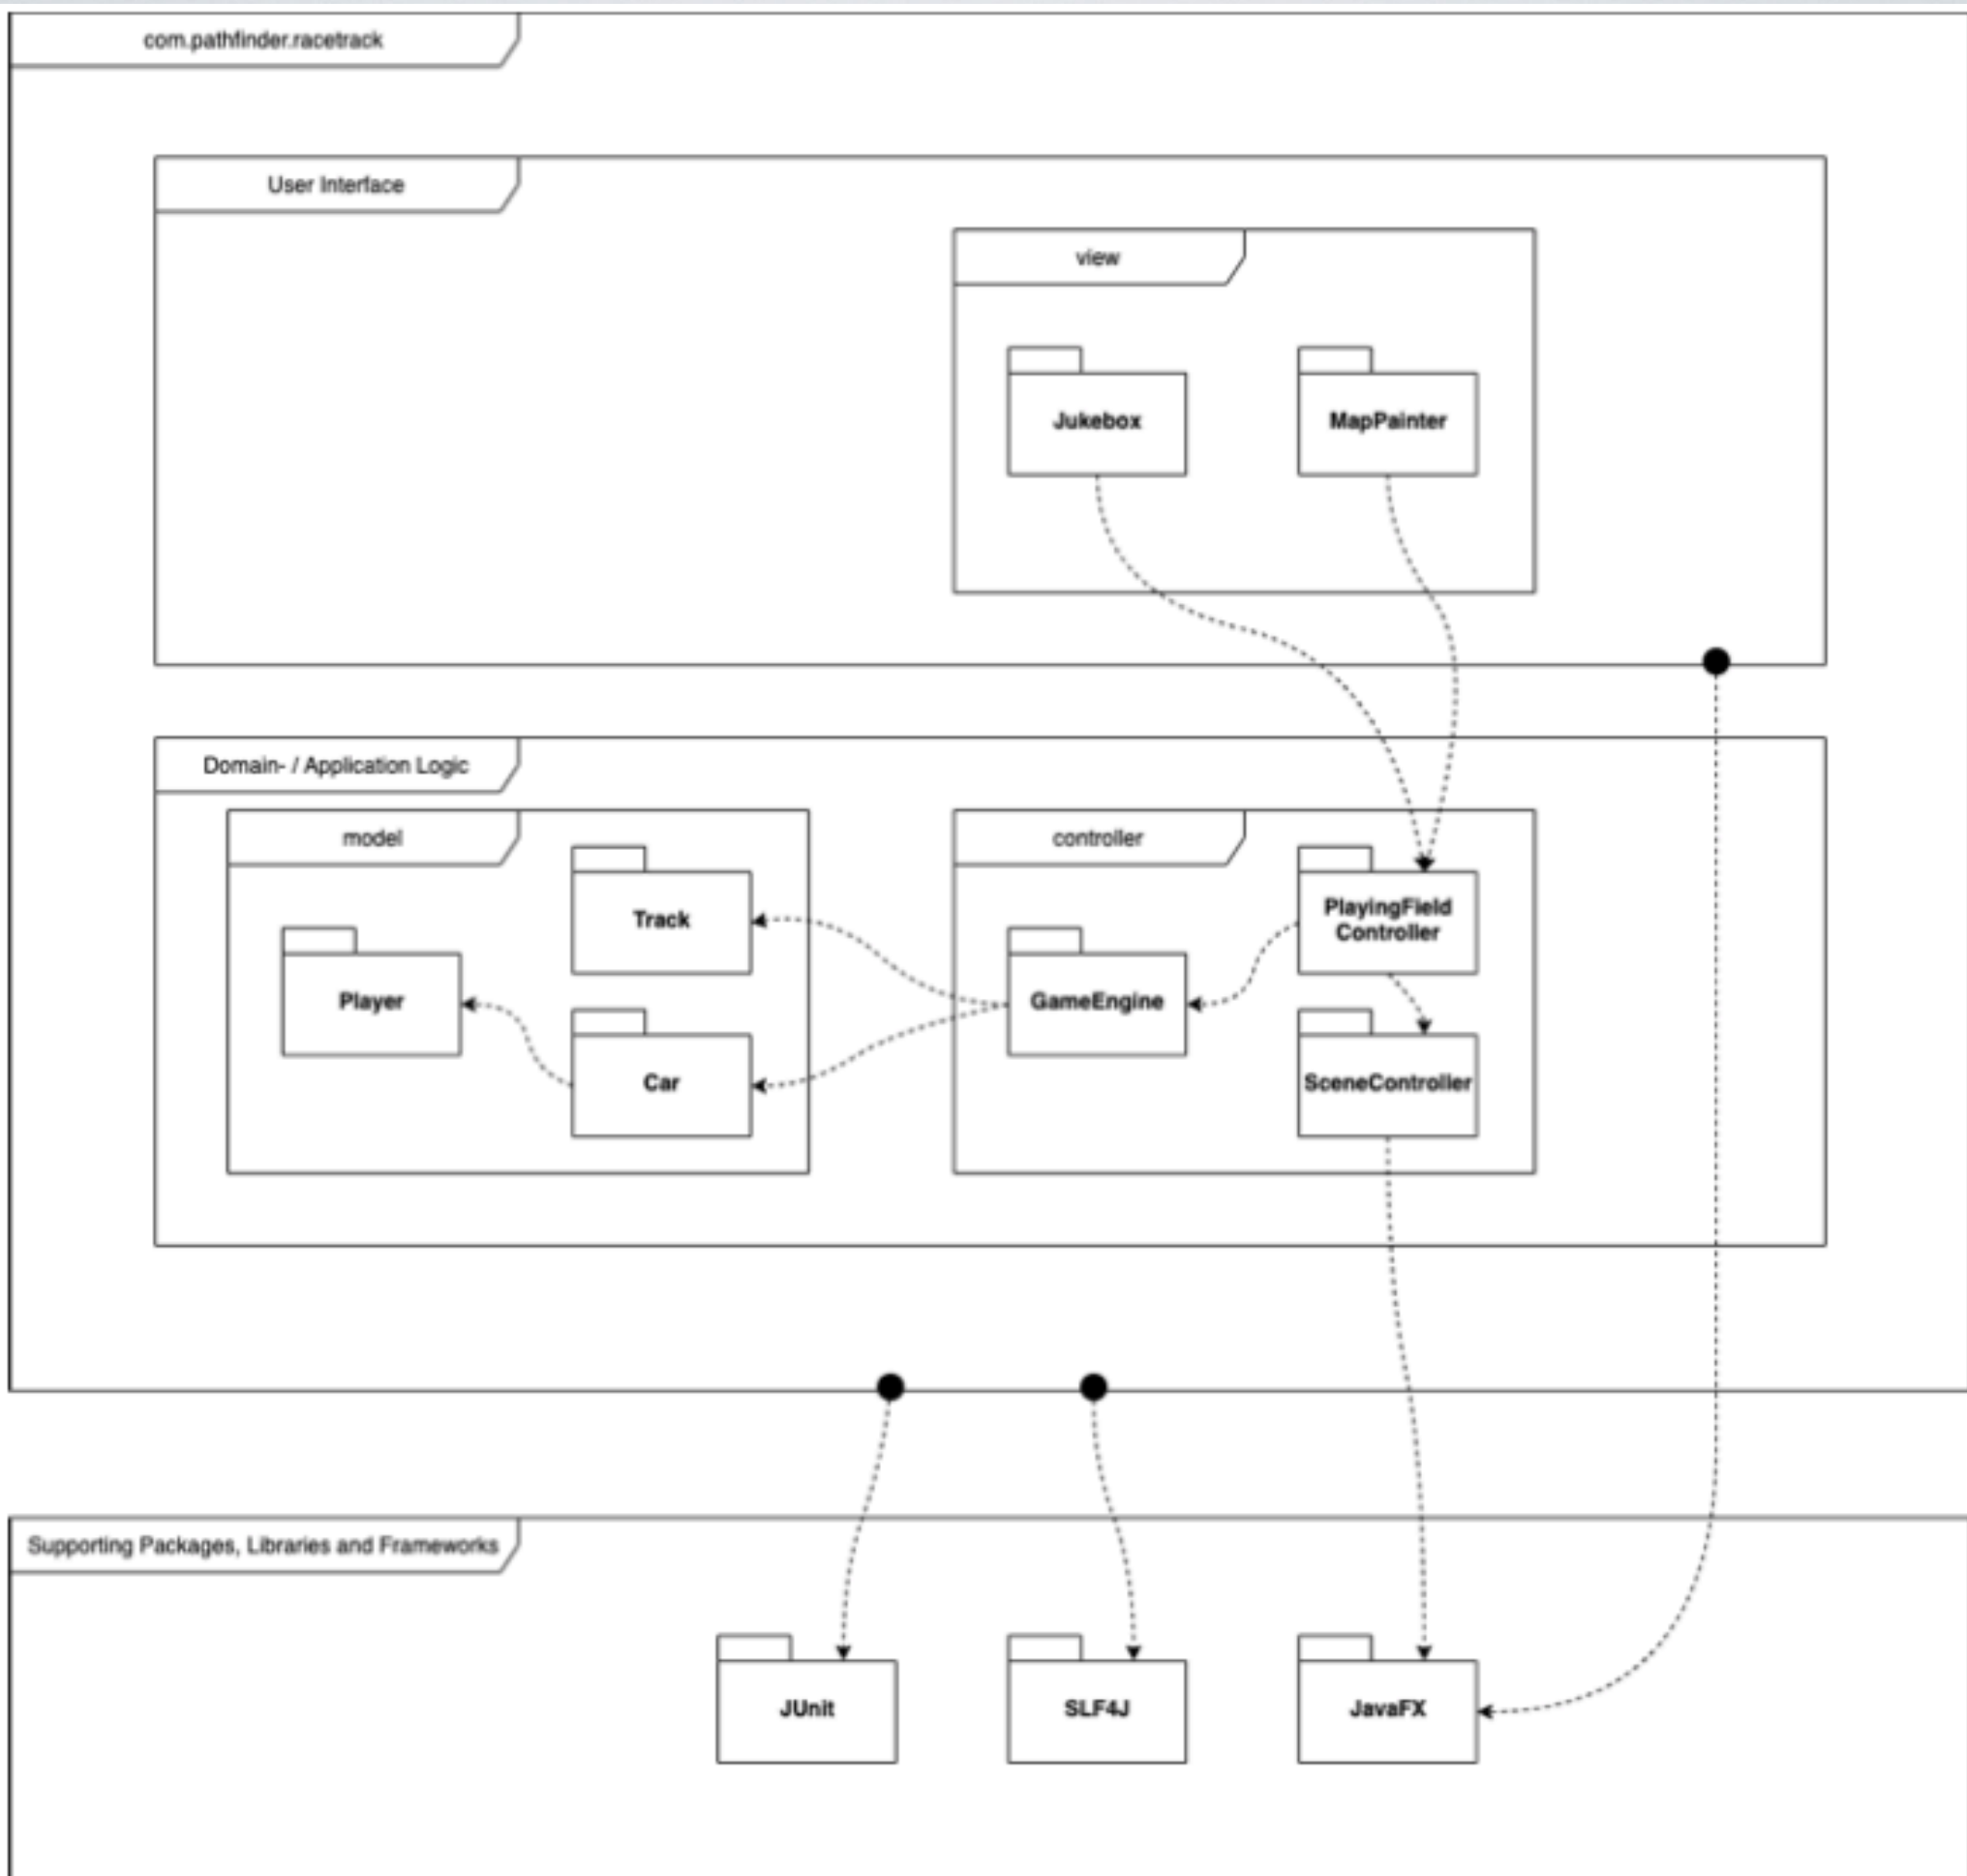 com.pathfinder.racetrack
User Interface
view
Jukebox
MapPainter
Domain- / Application Logic
model
controller
Track
PlayingField
Controller
Player
GameEngine
Car
SceneController
Supporting Packages, Libraries and Frameworks
JUnit
SLF4J
JavaFX